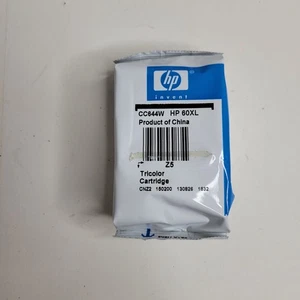 hp
invent
CC644W HP 60XL
Product of China
Z5
Tricolor
Cartridge